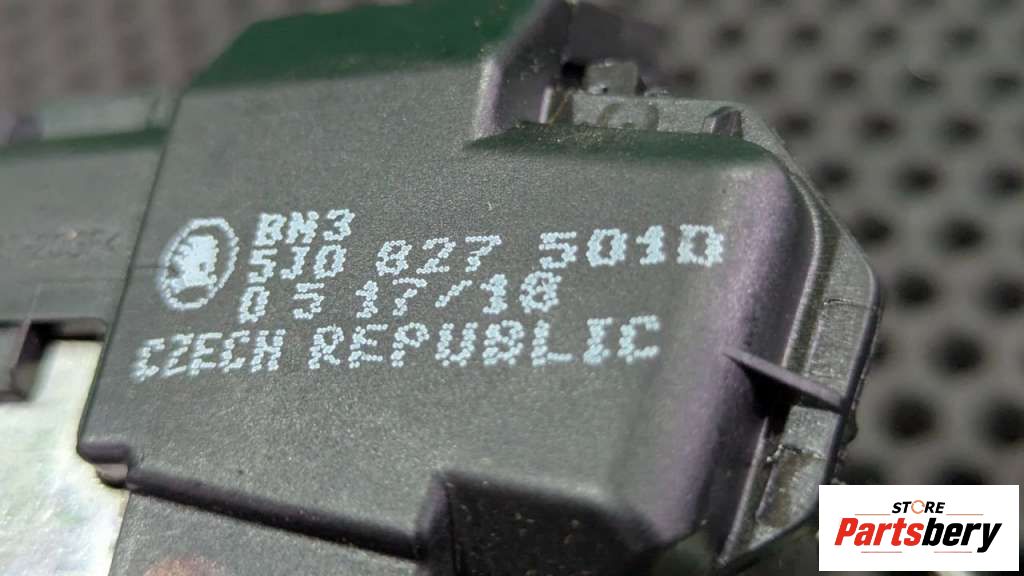 BN3
5J0 827 501D
0 5 17/18
CZECH REPUBLIC
STORE
Partsbery